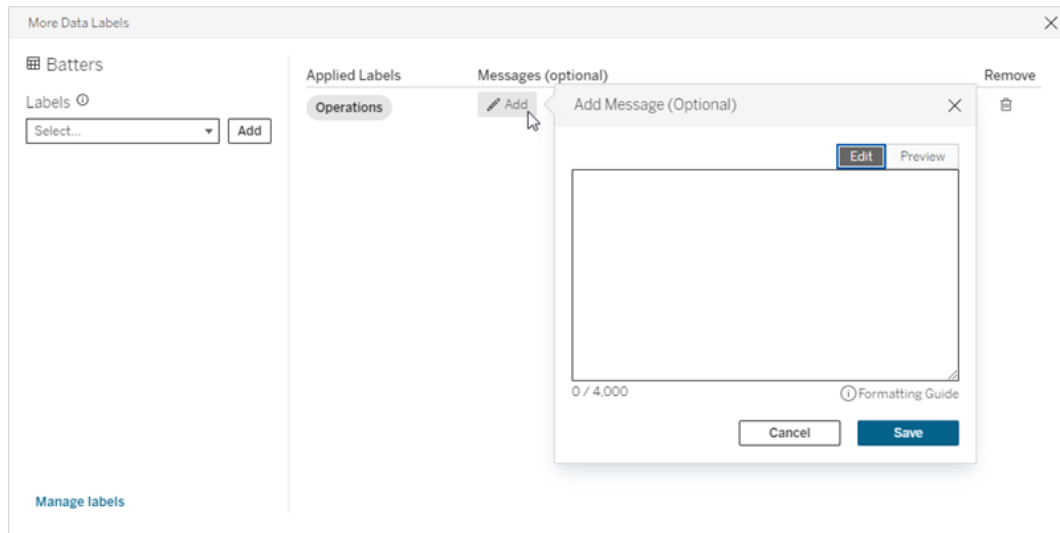 More Data Labels
Batters
Labels
Select...
Add
Manage labels
Applied Labels
Messages (optional)
Remove
Operations
Add
Add Message (Optional)
Edit
Preview
0 / 4,000
Formatting Guide
Cancel
Save